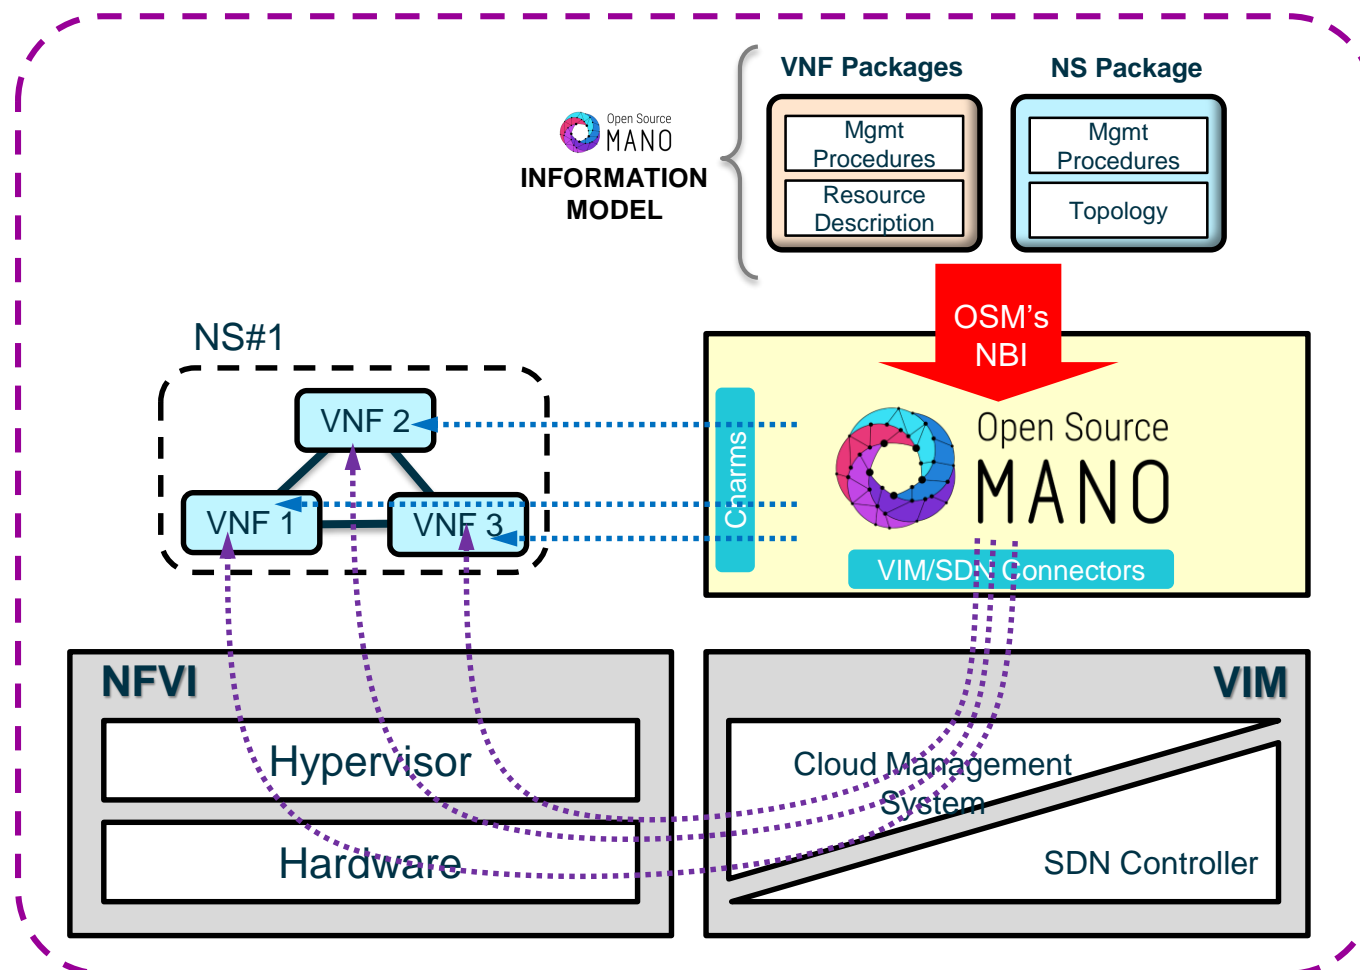 VNF Packages
NS Package
Open Source
MANO
INFORMATION
MODEL
Mgmt
Procedures
Resource
Description
Mgmt
Procedures
Topology
OSM's
NBI
NS#1
VNF 2
VNF 1
VNF 3
Charms
Open Source
MANO
VIM/SDN Connectors
NFVI
Hypervisor
Hardware
VIM
Cloud Management
System
SDN Controller